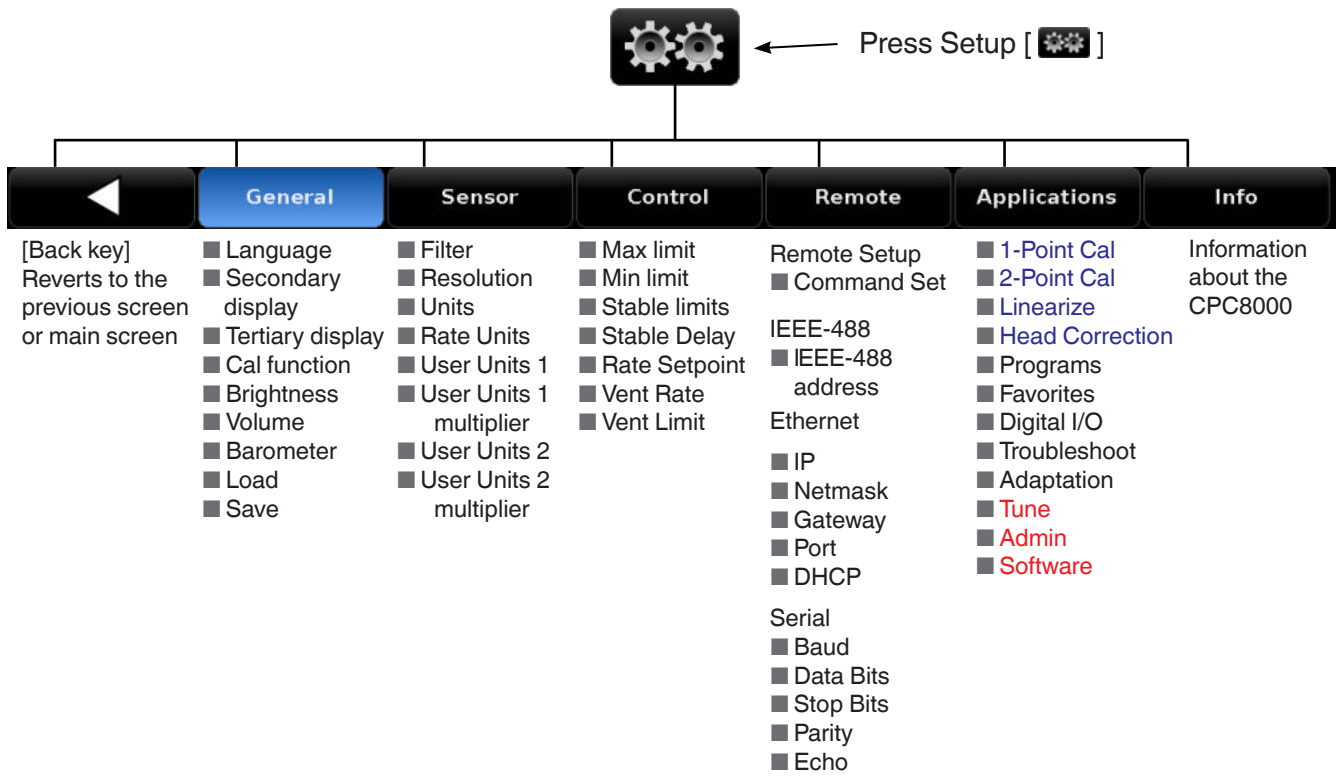 Press Setup [ ]
General
Sensor
Control
Remote
Applications
Info
[Back key]
Reverts to the
previous screen
or main screen
Language
Secondary
display
Tertiary display
Cal function
Brightness
Volume
Barometer
Load
Save
Filter
Resolution
Units
Rate Units
User Units 1
User Units 1
multiplier
User Units 2
User Units 2
multiplier
Max limit
Min limit
Stable limits
Stable Delay
Rate Setpoint
Vent Rate
Vent Limit
Remote Setup
Command Set
IEEE-488
IEEE-488
address
Ethernet
IP
Netmask
Gateway
Port
DHCP
Serial
Baud
Data Bits
Stop Bits
Parity
Echo
1-Point Cal
2-Point Cal
Linearize
Head Correction
Programs
Favorites
Digital I/O
Troubleshoot
Adaptation
Tune
Admin
Software
Information
about the
CPC8000